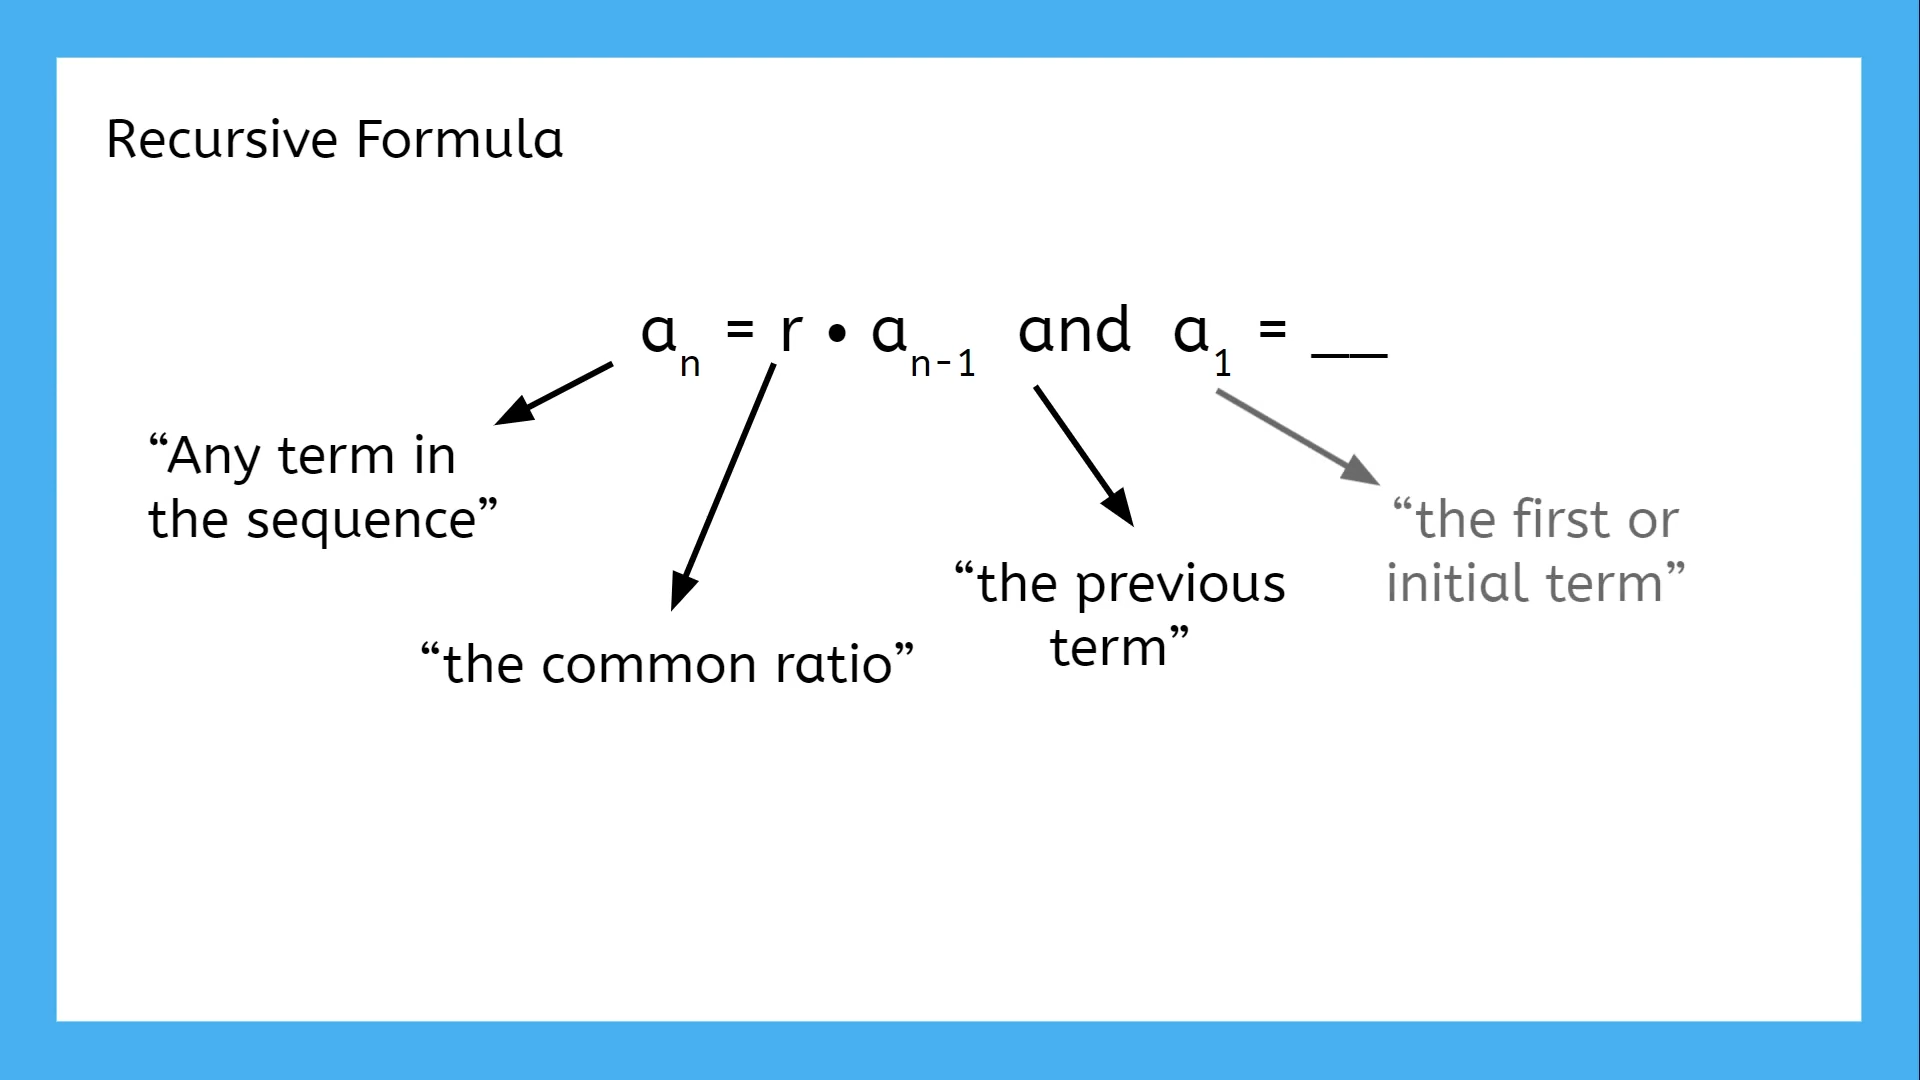 Recursive Formula
aₙ = r • aₙ₋₁ and a₁ = __
“Any term in
the sequence”
“the common ratio”
“the previous
term”
“the first or
initial term”